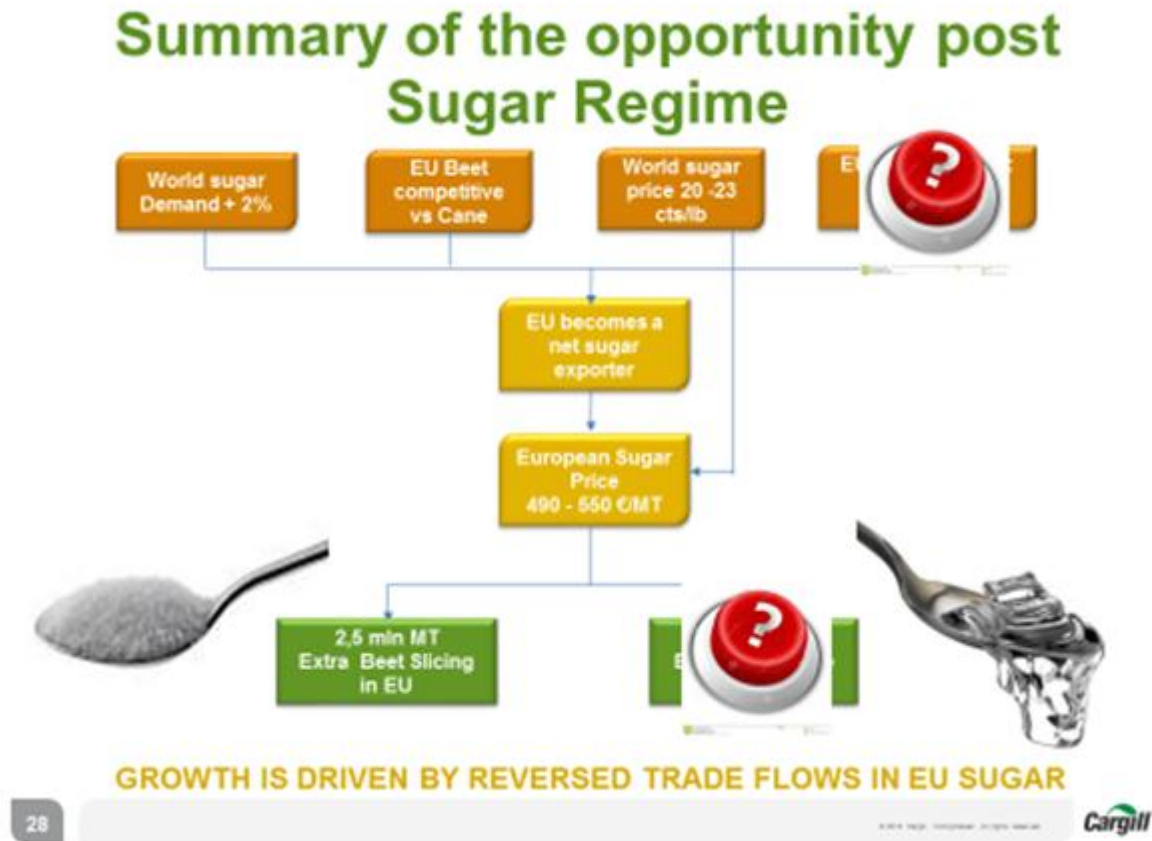 Summary of the opportunity post
Sugar Regime
World sugar
Demand + 2%
EU Beet
competitive
vs Cane
World sugar
price 20 -23
cts/lb
?
EU becomes a
net sugar
exporter
European Sugar
Price
490 - 550 €/MT
2,5 mln MT
Extra Beet Slicing
in EU
?
GROWTH IS DRIVEN BY REVERSED TRADE FLOWS IN EU SUGAR
28
Cargill